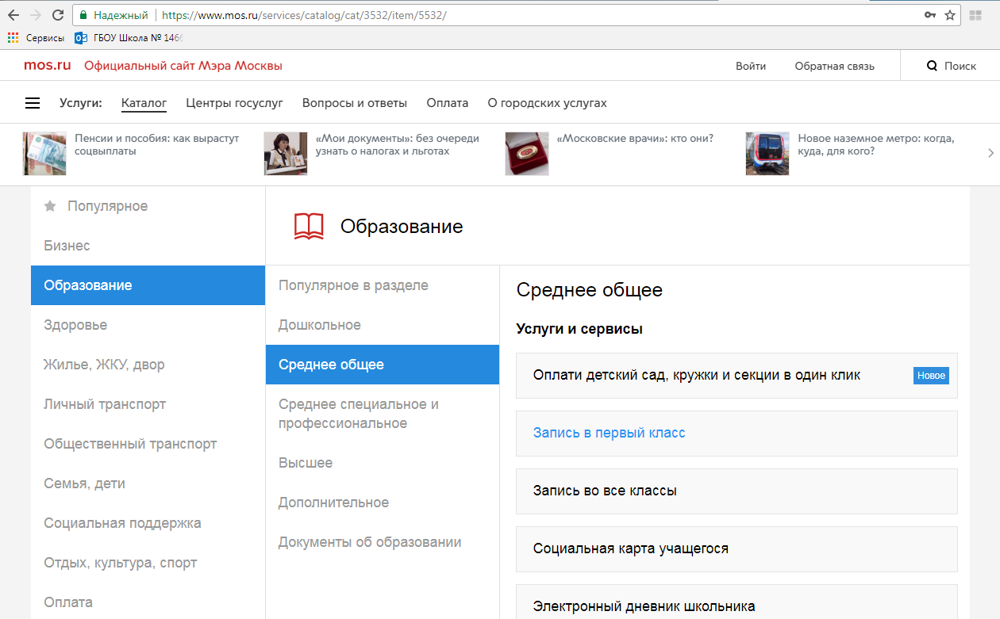 Надежный
https://www.mos.ru/services/catalog/cat/3532/item/5532/
Сервисы
ГБОУ Школа № 1466
mos.ru Официальный сайт Мэра Москвы
Войти
Обратная связь
Поиск
Услуги:
Каталог
Центры госуслуг
Вопросы и ответы
Оплата
О городских услугах
Пенсии и пособия: как вырастут
соцвыплаты
«Мои документы»: без очереди
узнать о налогах и льготах
«Московские врачи»: кто они?
Новое наземное метро: когда,
куда, для кого?
Популярное
Бизнес
Образование
Здоровье
Жилье, ЖКУ, двор
Личный транспорт
Общественный транспорт
Семья, дети
Социальная поддержка
Отдых, культура, спорт
Оплата
Образование
Популярное в разделе
Дошкольное
Среднее общее
Среднее специальное и
профессиональное
Высшее
Дополнительное
Документы об образовании
Среднее общее
Услуги и сервисы
Оплати детский сад, кружки и секции в один клик
Новое
Запись в первый класс
Запись во все классы
Социальная карта учащегося
Электронный дневник школьника